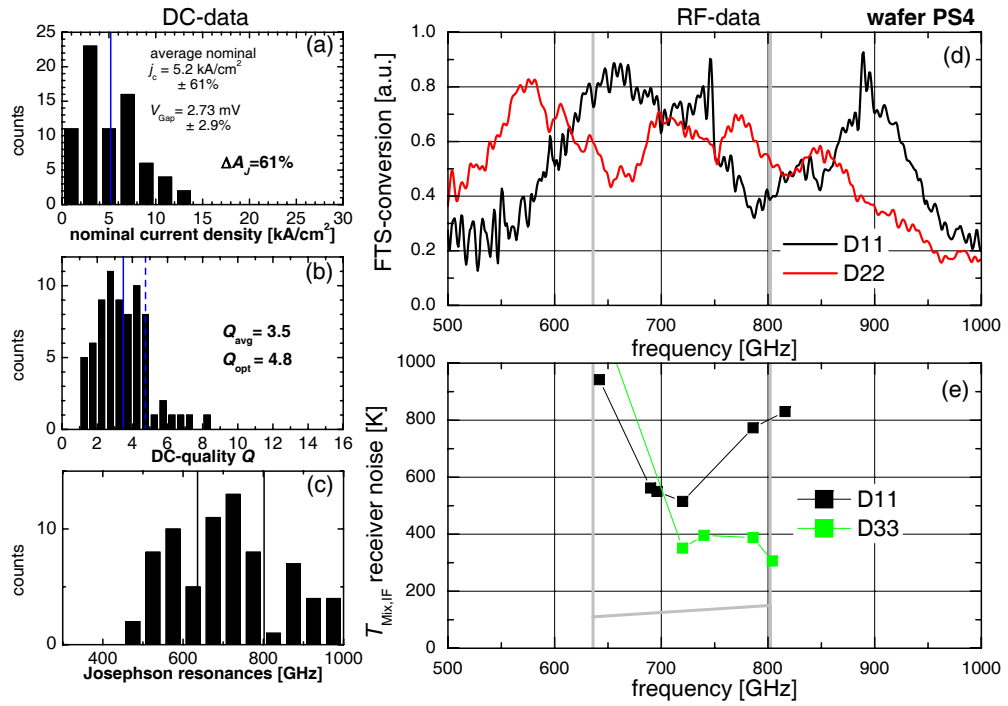 DC-data
RF-data
wafer PS4
(a)
average nominal
j_c = 5.2 kA/cm²
± 61%
V_Gap = 2.73 mV
± 2.9%
ΔA_J=61%
counts
0 5 10 15 20 25
0 5 10 15 20 25 30
nominal current density [kA/cm²]
(b)
Q_avg = 3.5
Q_opt = 4.8
counts
0 5 10
0 2 4 6 8 10 12 14 16
DC-quality Q
(c)
counts
0 10
400 600 800 1000
Josephson resonances [GHz]
(d)
FTS-conversion [a.u.]
0.0 0.2 0.4 0.6 0.8 1.0
D11
D22
500 600 700 800 900 1000
frequency [GHz]
(e)
T_Mix,IF receiver noise [K]
0 200 400 600 800 1000
D11
D33
500 600 700 800 900 1000
frequency [GHz]